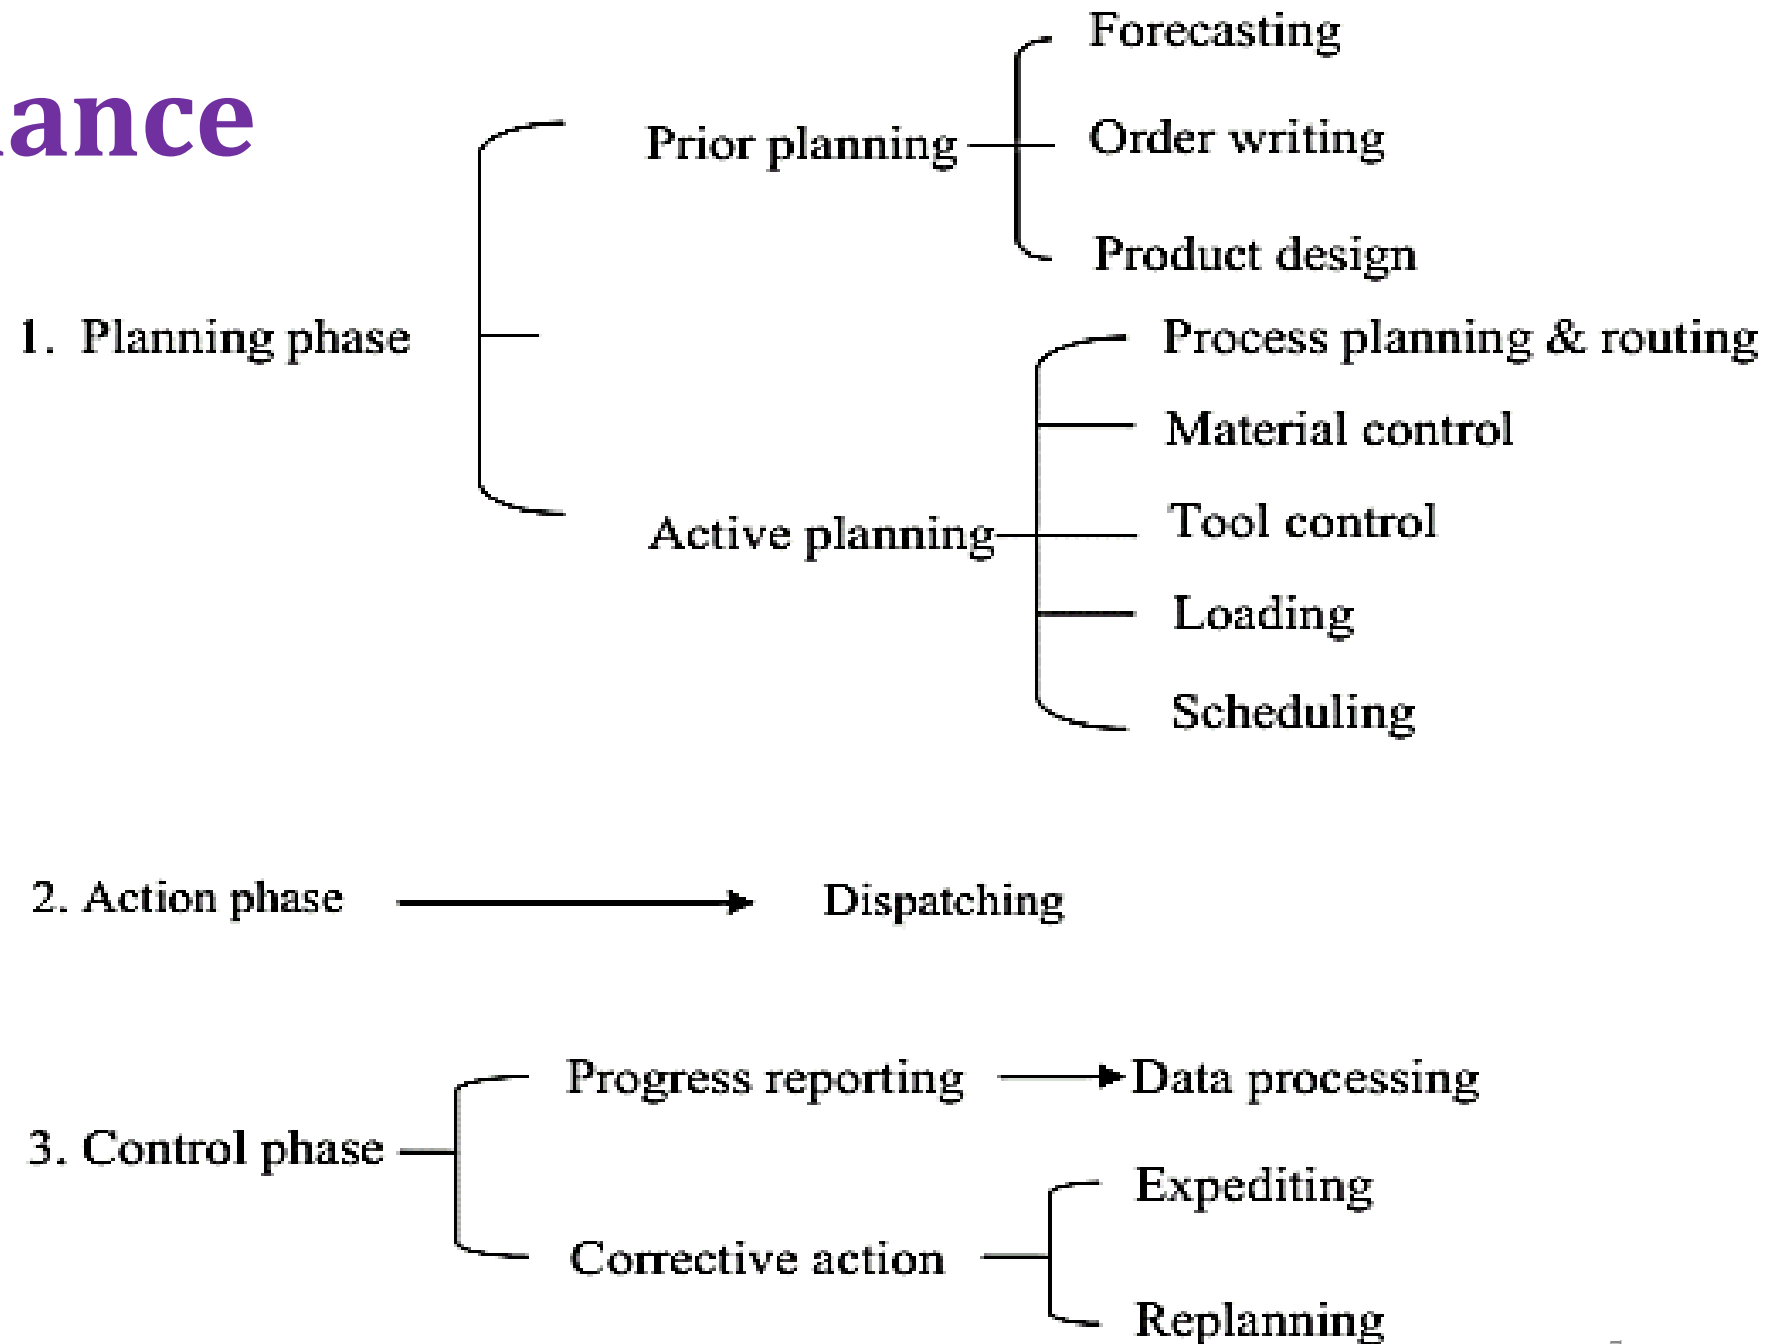 Forecasting
Prior planning
Order writing
Product design
1. Planning phase
Process planning & routing
Material control
Active planning
Tool control
Loading
Scheduling
2. Action phase
Dispatching
Progress reporting
Data processing
3. Control phase
Expediting
Corrective action
Replanning